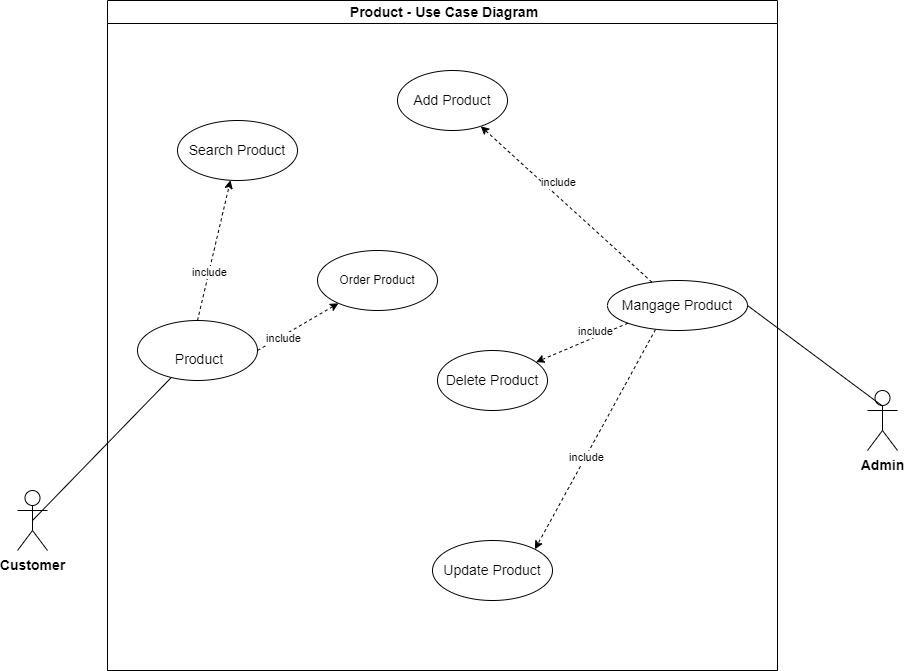 Product - Use Case Diagram
Add Product
Search Product
include
include
Order Product
include
Mangage Product
include
include
Product
Delete Product
Admin
include
Customer
Update Product